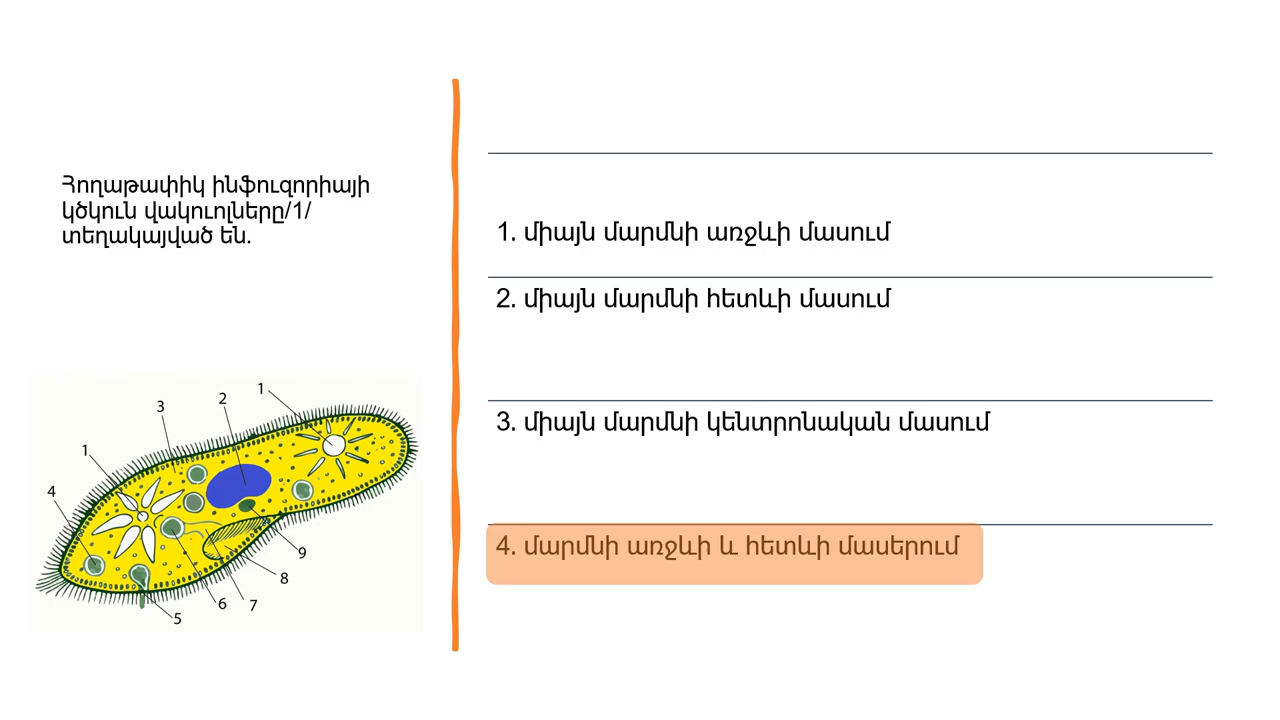 Հողաթափիկ ինֆուզորիայի
կծկուն վակուոլները/1/
տեղակայված են.
1. միայն մարմնի առջևի մասում
2. միայն մարմնի հետևի մասում
3. միայն մարմնի կենտրոնական մասում
4. մարմնի առջևի և հետևի մասերում
1
2
3
1
4
9
8
7
6
5